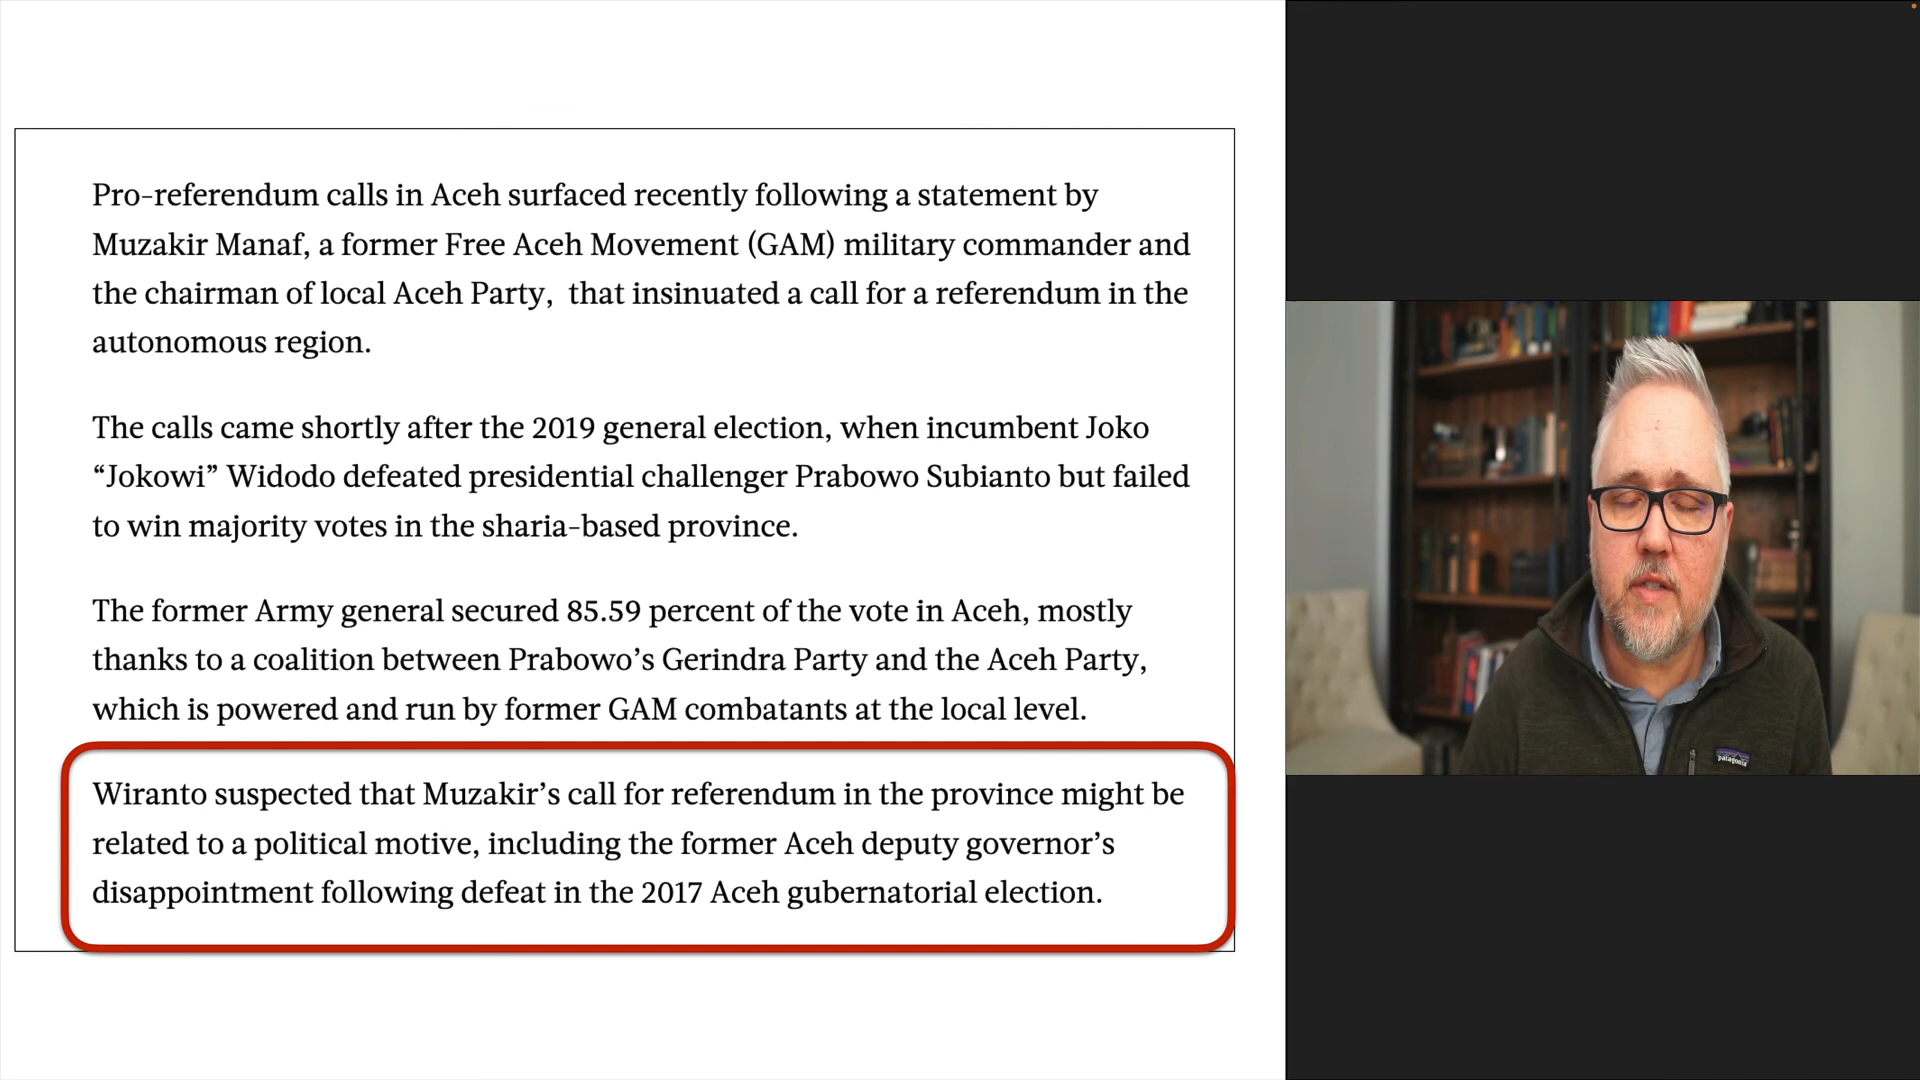 Pro-referendum calls in Aceh surfaced recently following a statement by
Muzakir Manaf, a former Free Aceh Movement (GAM) military commander and
the chairman of local Aceh Party,  that insinuated a call for a referendum in the
autonomous region.
The calls came shortly after the 2019 general election, when incumbent Joko
“Jokowi” Widodo defeated presidential challenger Prabowo Subianto but failed
to win majority votes in the sharia-based province.
The former Army general secured 85.59 percent of the vote in Aceh, mostly
thanks to a coalition between Prabowo’s Gerindra Party and the Aceh Party,
which is powered and run by former GAM combatants at the local level.
Wiranto suspected that Muzakir’s call for referendum in the province might be
related to a political motive, including the former Aceh deputy governor’s
disappointment following defeat in the 2017 Aceh gubernatorial election.
patagonia